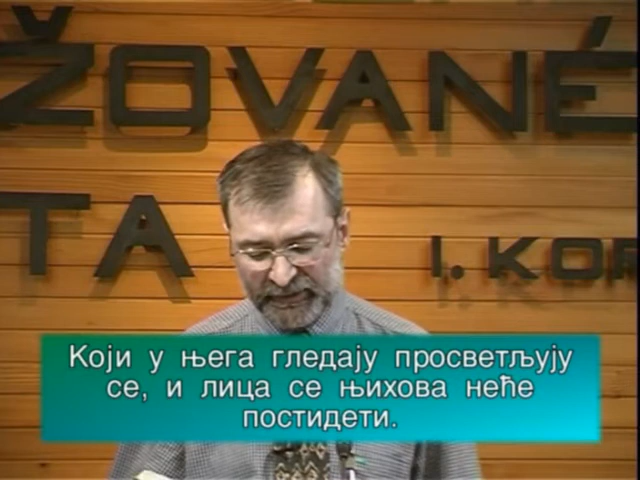 ŽOVANÉ
TA
I. KOR
Који у њега гледају просветљују
се, и лица се њихова неће
постидети.